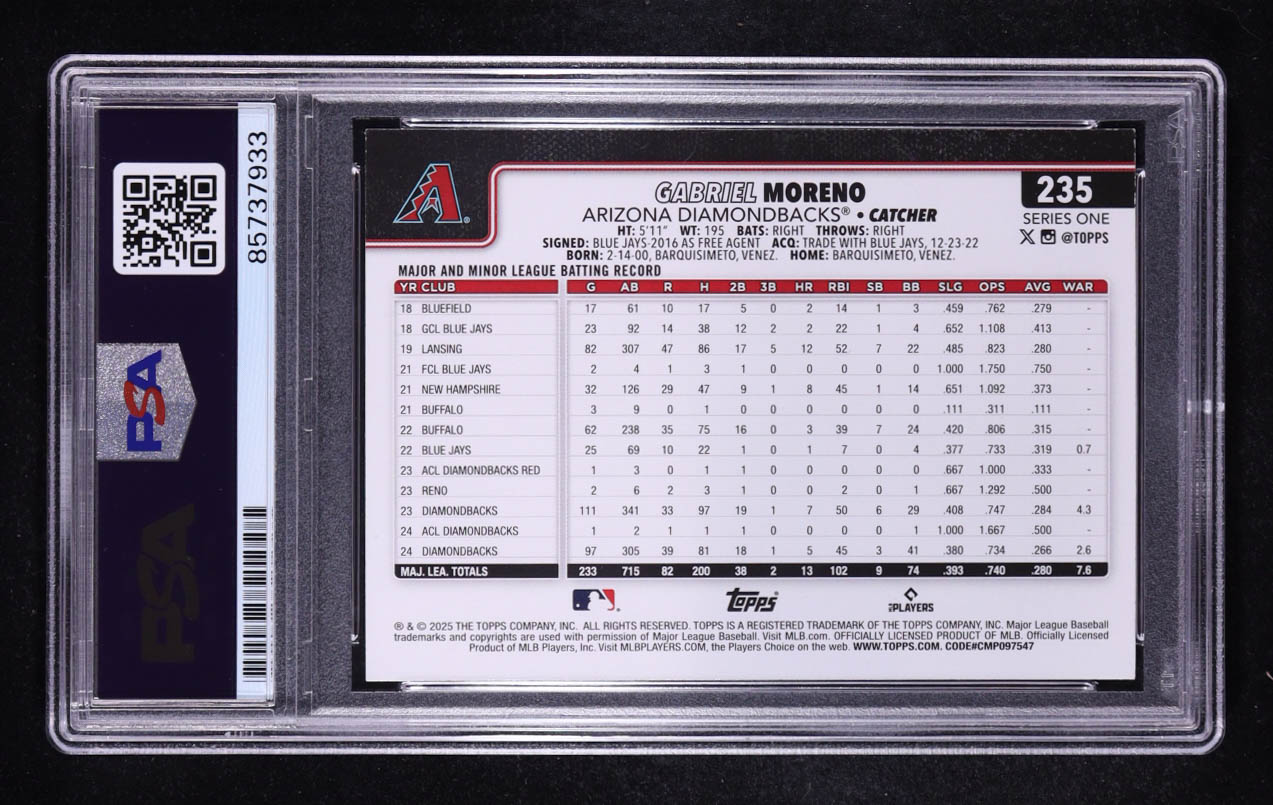 85737933
PSA
PSA
GABRIEL MORENO
ARIZONA DIAMONDBACKS® • CATCHER
HT: 5'11" WT: 195 BATS: RIGHT THROWS: RIGHT
SIGNED: BLUE JAYS-2016 AS FREE AGENT ACQ: TRADE WITH BLUE JAYS, 12-23-22
BORN: 2-14-00, BARQUISIMETO, VENEZ. HOME: BARQUISIMETO, VENEZ.
235
SERIES ONE
X @TOPPS
MAJOR AND MINOR LEAGUE BATTING RECORD
YR CLUB G AB R H 2B 3B HR RBI SB BB SLG OPS AVG WAR
18 BLUEFIELD 17 61 10 17 5 0 2 14 1 3 .459 .762 .279 -
18 GCL BLUE JAYS 23 92 14 38 12 2 2 22 1 4 .652 1.108 .413 -
19 LANSING 82 307 47 86 17 5 12 52 7 22 .485 .823 .280 -
21 FCL BLUE JAYS 2 4 1 3 1 0 0 0 0 0 1.000 1.750 .750 -
21 NEW HAMPSHIRE 32 126 29 47 9 1 8 45 1 14 .651 1.092 .373 -
21 BUFFALO 3 9 0 1 0 0 0 0 0 0 .111 .311 .111 -
22 BUFFALO 62 238 35 75 16 0 3 39 7 24 .420 .806 .315 -
22 BLUE JAYS 25 69 10 22 1 0 1 7 0 4 .377 .733 .319 0.7
23 ACL DIAMONDBACKS RED 1 3 0 1 1 0 0 0 0 0 .667 1.000 .333 -
23 RENO 2 6 2 3 1 0 0 2 0 1 .667 1.292 .500 -
23 DIAMONDBACKS 111 341 33 97 19 1 7 50 6 29 .408 .747 .284 4.3
24 ACL DIAMONDBACKS 1 2 1 1 1 0 0 0 0 1 1.000 1.667 .500 -
24 DIAMONDBACKS 97 305 39 81 18 1 5 45 3 41 .380 .734 .266 2.6
MAJ. LEA. TOTALS 233 715 82 200 38 2 13 102 9 74 .393 .740 .280 7.6
Topps®
MLB PLAYERS
® & © 2025 THE TOPPS COMPANY, INC. ALL RIGHTS RESERVED. TOPPS IS A REGISTERED TRADEMARK OF THE TOPPS COMPANY, INC. Major League Baseball
trademarks and copyrights are used with permission of Major League Baseball. Visit MLB.com. OFFICIALLY LICENSED PRODUCT OF MLB. Officially Licensed
Product of MLB Players, Inc. Visit MLBPLAYERS.COM, the Players Choice on the web. WWW.TOPPS.COM. CODE#CMP097547